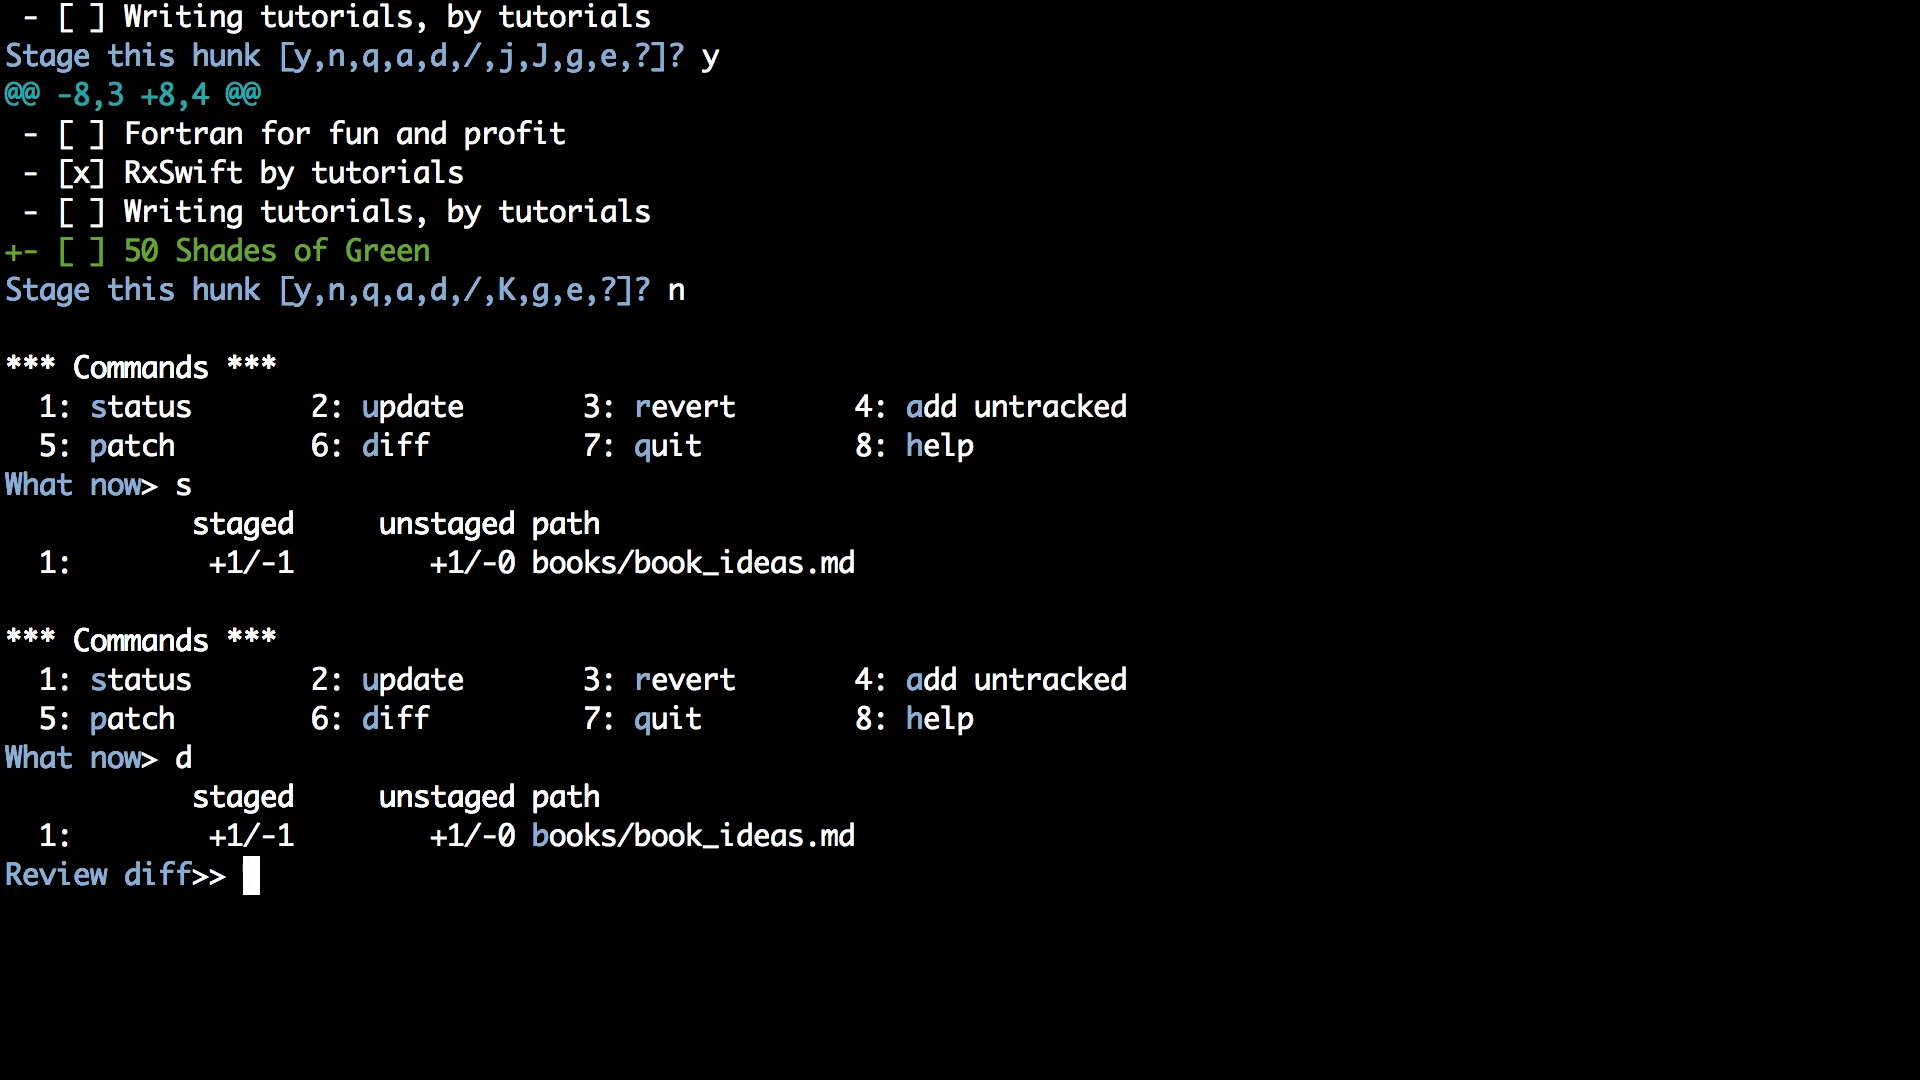 - [ ] Writing tutorials, by tutorials
Stage this hunk [y,n,q,a,d,/,j,J,g,e,?]? y
@@ -8,3 +8,4 @@
 - [ ] Fortran for fun and profit
 - [x] RxSwift by tutorials
 - [ ] Writing tutorials, by tutorials
+- [ ] 50 Shades of Green
Stage this hunk [y,n,q,a,d,/,K,g,e,?]? n
*** Commands ***
  1: status       2: update       3: revert       4: add untracked
  5: patch        6: diff         7: quit         8: help
What now> s
           staged     unstaged path
  1:        +1/-1        +1/-0 books/book_ideas.md
*** Commands ***
  1: status       2: update       3: revert       4: add untracked
  5: patch        6: diff         7: quit         8: help
What now> d
           staged     unstaged path
  1:        +1/-1        +1/-0 books/book_ideas.md
Review diff>>